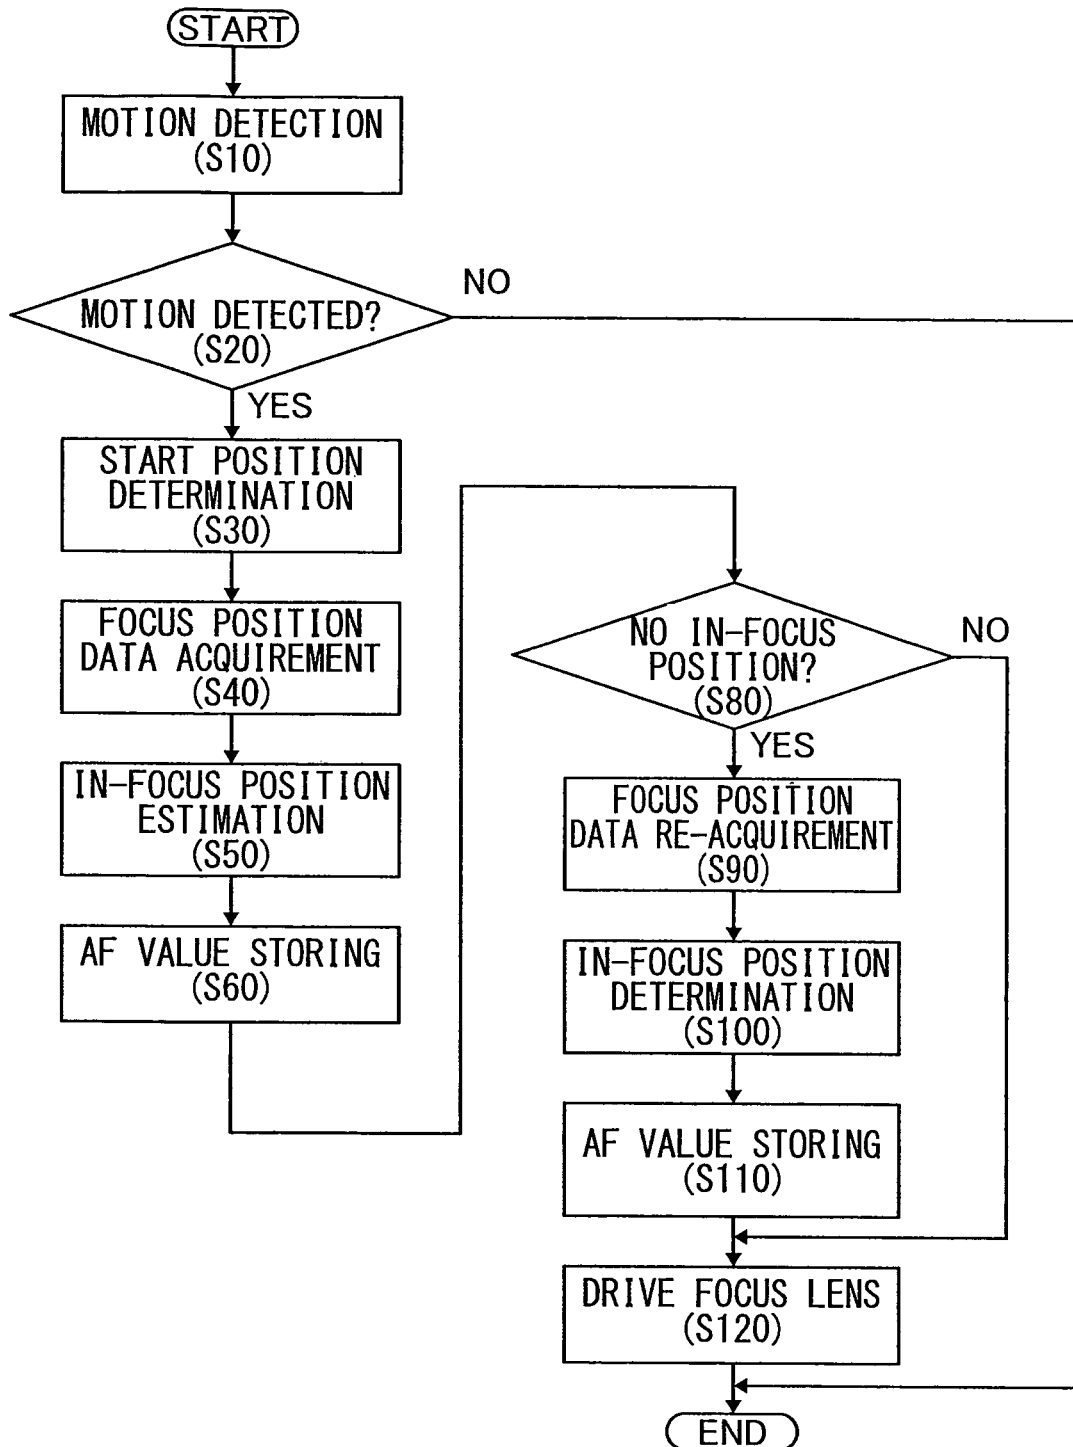 START
MOTION DETECTION
(S10)
MOTION DETECTED?
(S20)
NO
YES
START POSITION
DETERMINATION
(S30)
FOCUS POSITION
DATA ACQUIREMENT
(S40)
IN-FOCUS POSITION
ESTIMATION
(S50)
AF VALUE STORING
(S60)
NO IN-FOCUS
POSITION?
(S80)
NO
YES
FOCUS POSITION
DATA RE-ACQUIREMENT
(S90)
IN-FOCUS POSITION
DETERMINATION
(S100)
AF VALUE STORING
(S110)
DRIVE FOCUS LENS
(S120)
END